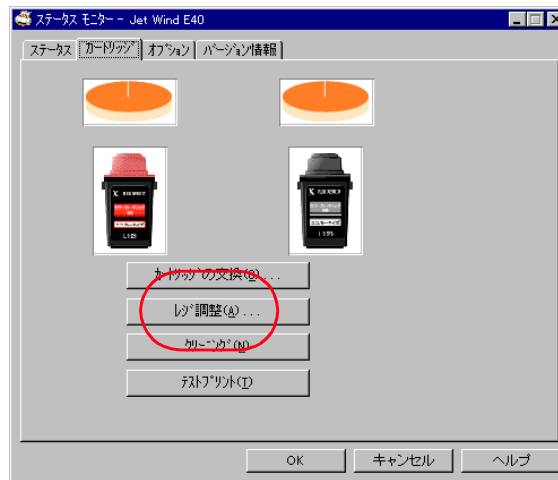 ステータス モニター - Jet Wind E40
ステータス カートリッジ オプション バージョン情報
カートリッジの交換(C)...
レジ調整(A)...
クリーニング(N)
テストプリント(T)
OK キャンセル ヘルプ